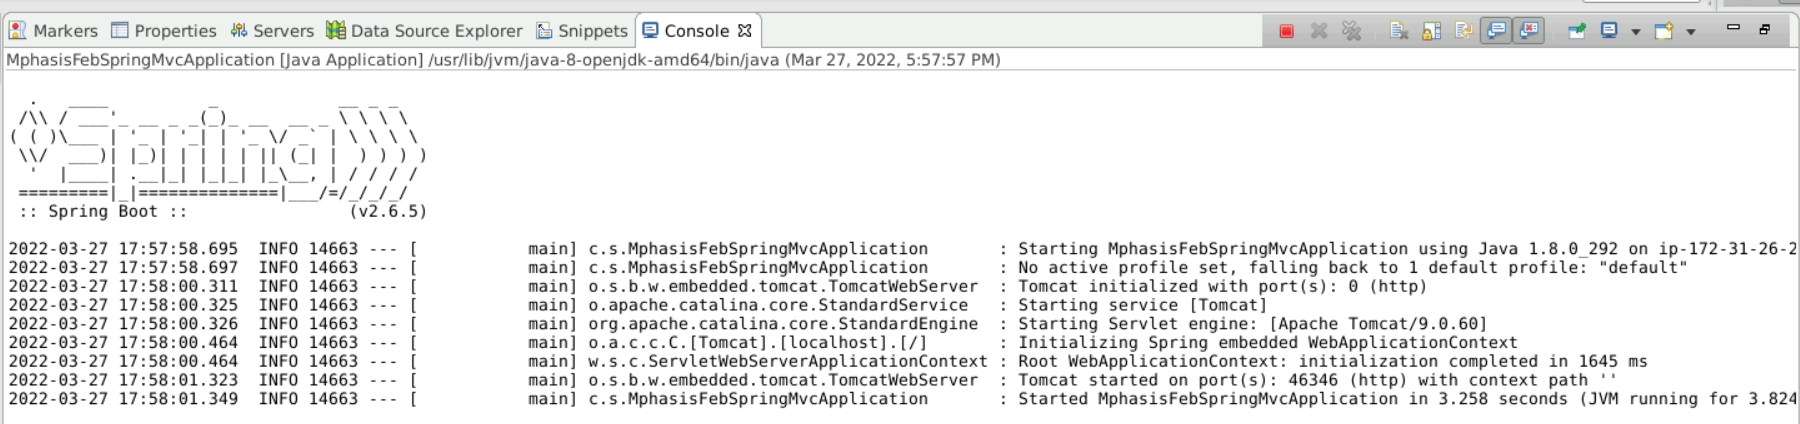 Markers Properties Servers Data Source Explorer Snippets Console
MphasisFebSpringMvcApplication [Java Application] /usr/lib/jvm/java-8-openjdk-amd64/bin/java (Mar 27, 2022, 5:57:57 PM)
  .   ____          _            __ _ _
 /\\ / ___'_ __ _ _(_)_ __  __ _ \ \ \ \
( ( )\___ | '_ | '_| | '_ \/ _` | \ \ \ \
 \\/  ___)| |_)| | | | | || (_| |  ) ) ) )
  '  |____| .__|_| |_|_| |_\__, | / / / /
 =========|_|==============|___/=/_/_/_/
 :: Spring Boot ::                (v2.6.5)
2022-03-27 17:57:58.695  INFO 14663 --- [           main] c.s.MphasisFebSpringMvcApplication       : Starting MphasisFebSpringMvcApplication using Java 1.8.0_292 on ip-172-31-26-2
2022-03-27 17:57:58.697  INFO 14663 --- [           main] c.s.MphasisFebSpringMvcApplication       : No active profile set, falling back to 1 default profile: "default"
2022-03-27 17:58:00.311  INFO 14663 --- [           main] o.s.b.w.embedded.tomcat.TomcatWebServer  : Tomcat initialized with port(s): 0 (http)
2022-03-27 17:58:00.325  INFO 14663 --- [           main] o.apache.catalina.core.StandardService   : Starting service [Tomcat]
2022-03-27 17:58:00.326  INFO 14663 --- [           main] org.apache.catalina.core.StandardEngine  : Starting Servlet engine: [Apache Tomcat/9.0.60]
2022-03-27 17:58:00.464  INFO 14663 --- [           main] o.a.c.c.C.[Tomcat].[localhost].[/]       : Initializing Spring embedded WebApplicationContext
2022-03-27 17:58:00.464  INFO 14663 --- [           main] w.s.c.ServletWebServerApplicationContext : Root WebApplicationContext: initialization completed in 1645 ms
2022-03-27 17:58:01.323  INFO 14663 --- [           main] o.s.b.w.embedded.tomcat.TomcatWebServer  : Tomcat started on port(s): 46346 (http) with context path ''
2022-03-27 17:58:01.349  INFO 14663 --- [           main] c.s.MphasisFebSpringMvcApplication       : Started MphasisFebSpringMvcApplication in 3.258 seconds (JVM running for 3.824